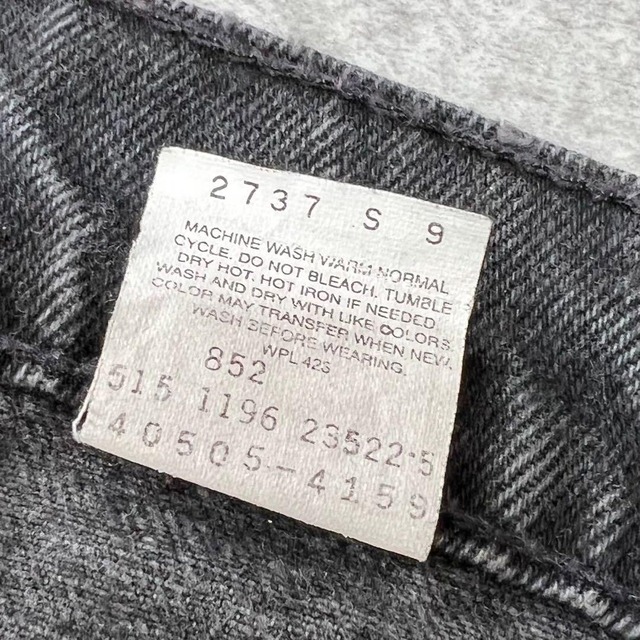 2737 S 9
MACHINE WASH WARM NORMAL
CYCLE. DO NOT BLEACH. TUMBLE
DRY HOT. HOT IRON IF NEEDED.
WASH AND DRY WITH LIKE COLORS.
COLOR MAY TRANSFER WHEN NEW.
WASH BEFORE WEARING.
WPL 423
852
515 1196 23522-5
40505-4159